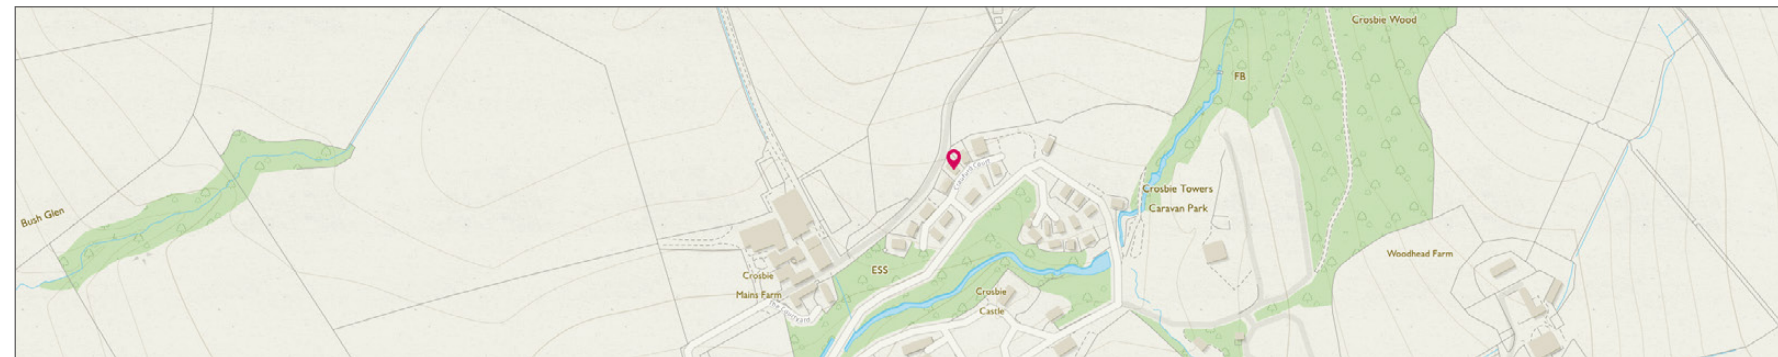 Crosbie Wood
FB
Crosbie Towers
Caravan Park
Bush Glen
Woodhead Farm
ESS
Crosbie
Mains Farm
Crosbie
Castle